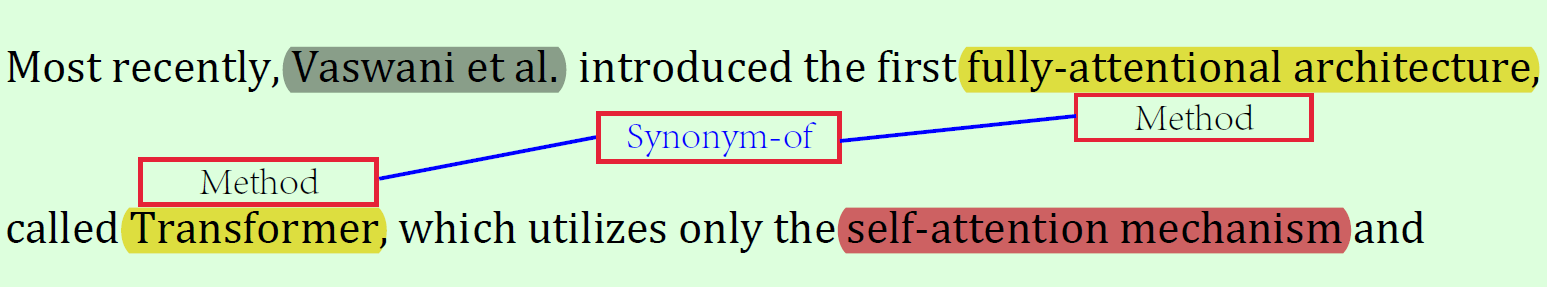 Most recently, Vaswani et al. introduced the first fully-attentional architecture,
Method
Synonym-of
Method
called Transformer, which utilizes only the self-attention mechanism and